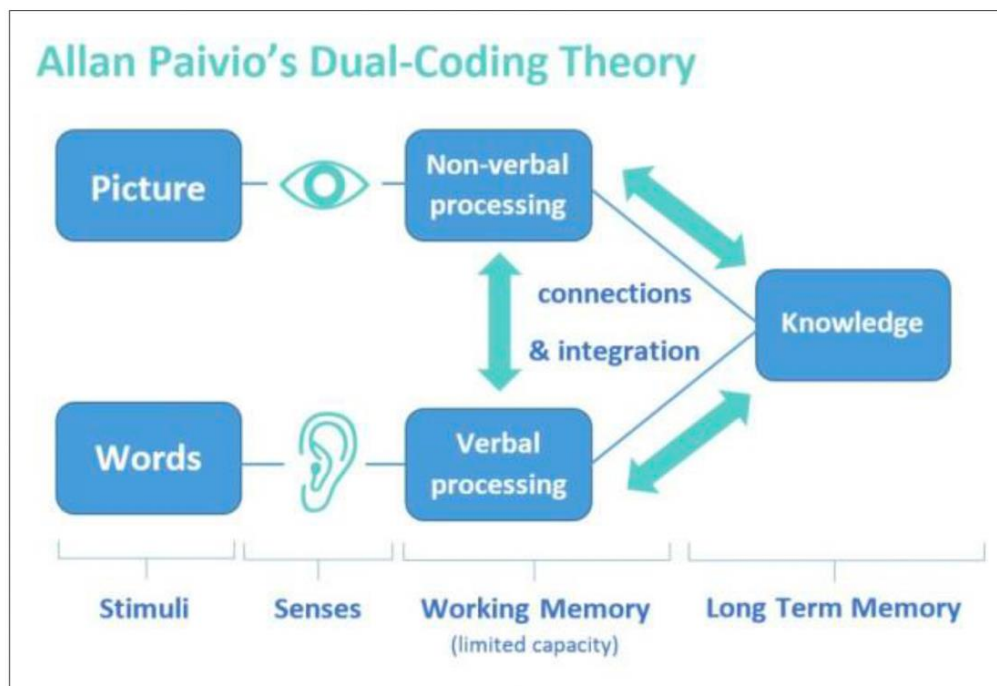 Allan Paivio's Dual-Coding Theory
Picture
Non-verbal
processing
connections
& integration
Knowledge
Words
Verbal
processing
Stimuli
Senses
Working Memory
(limited capacity)
Long Term Memory